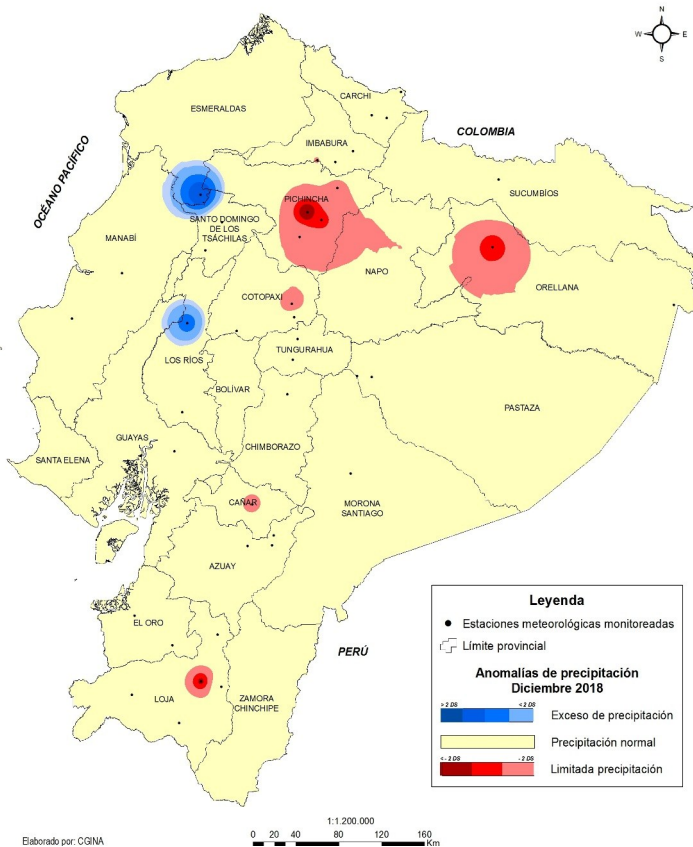 N
W E
S
CARCHI
ESMERALDAS
COLOMBIA
IMBABURA
OCÉANO PACÍFICO
SUCUMBÍOS
PICHINCHA
SANTO DOMINGO
DE LOS
TSÁCHILAS
MANABÍ
NAPO
ORELLANA
COTOPAXI
TUNGURAHUA
LOS RÍOS
BOLÍVAR
PASTAZA
GUAYAS
CHIMBORAZO
SANTA ELENA
CAÑAR
MORONA
SANTIAGO
AZUAY
EL ORO
PERÚ
LOJA
ZAMORA
CHINCHIPE
Leyenda
Estaciones meteorológicas monitoreadas
Límite provincial
Anomalías de precipitación
Diciembre 2018
> 2 DS < 2 DS
Exceso de precipitación
Precipitación normal
< - 2 DS - 2 DS
Limitada precipitación
1:1.200.000
0 20 40 80 120 160
Km
Elaborado por: CGINA